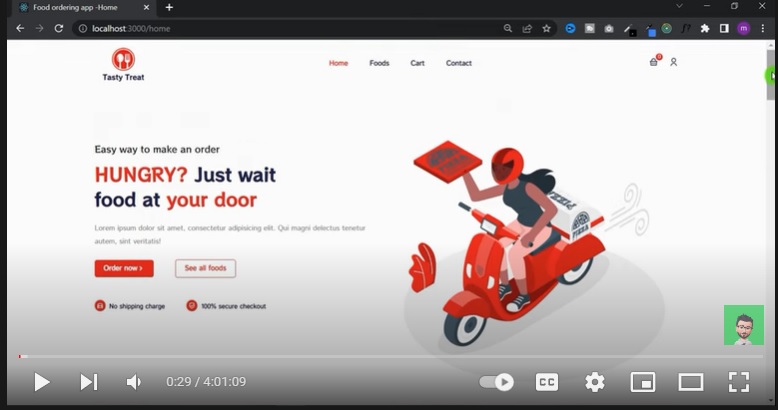 Food ordering app -Home
localhost:3000/home
m
f?
Tasty Treat
Home Foods Cart Contact
0
Easy way to make an order
HUNGRY? Just wait
food at your door
Lorem ipsum dolor sit amet, consectetur adipisicing elit. Qui magni delectus tenetur
autem, sint veritatis!
Order now ›
See all foods
No shipping charge
100% secure checkout
PIZZA
PIZZA
0:29 / 4:01:09
CC